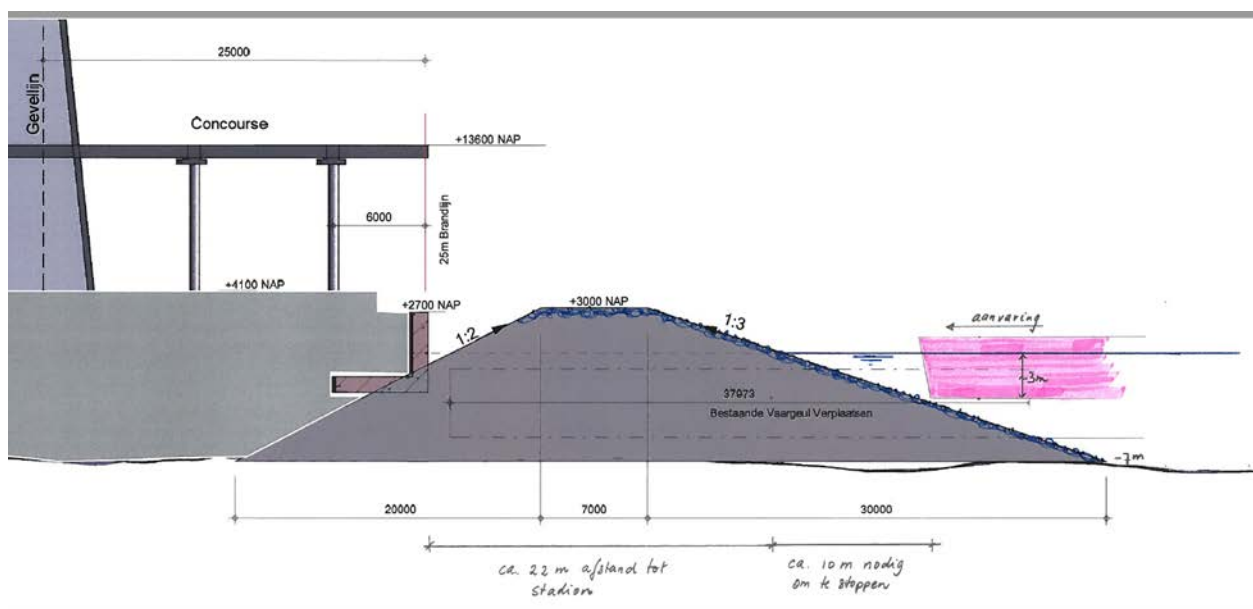 25000
Gevellijn
Concourse
+13600 NAP
6000
25m Brandlijn
+4100 NAP
+2700 NAP
+3000 NAP
1:2
1:3
aanvaring
~3m
37973
Bestaande Vaargeul Verplaatsen
-7m
20000
7000
30000
ca. 22 m afstand tot
stadion
ca. 10 m nodig
om te stoppen